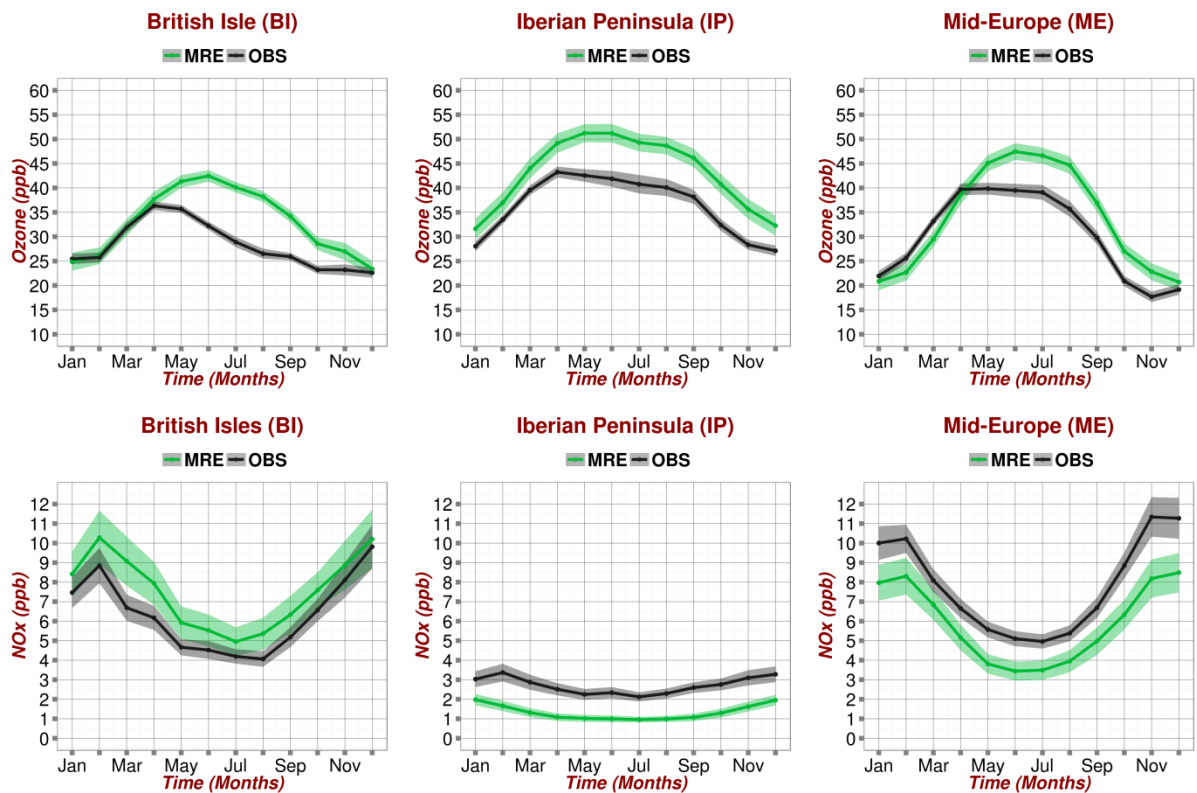 British Isle (BI)
MRE OBS
60
55
50
45
40
35
30
25
20
15
10
Ozone (ppb)
Jan Mar May Jul Sep Nov
Time (Months)
Iberian Peninsula (IP)
MRE OBS
60
55
50
45
40
35
30
25
20
15
10
Ozone (ppb)
Jan Mar May Jul Sep Nov
Time (Months)
Mid-Europe (ME)
MRE OBS
60
55
50
45
40
35
30
25
20
15
10
Ozone (ppb)
Jan Mar May Jul Sep Nov
Time (Months)
British Isles (BI)
MRE OBS
12
11
10
9
8
7
6
5
4
3
2
1
0
NOx (ppb)
Jan Mar May Jul Sep Nov
Time (Months)
Iberian Peninsula (IP)
MRE OBS
12
11
10
9
8
7
6
5
4
3
2
1
0
NOx (ppb)
Jan Mar May Jul Sep Nov
Time (Months)
Mid-Europe (ME)
MRE OBS
12
11
10
9
8
7
6
5
4
3
2
1
0
NOx (ppb)
Jan Mar May Jul Sep Nov
Time (Months)